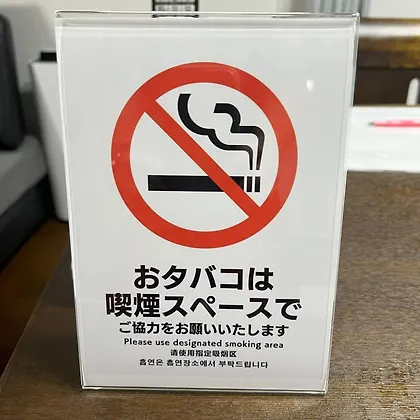 おタバコは
喫煙スペースで
ご協力をお願いいたします
Please use designated smoking area
请使用指定吸烟区
흡연은 흡연장소에서 부탁드립니다